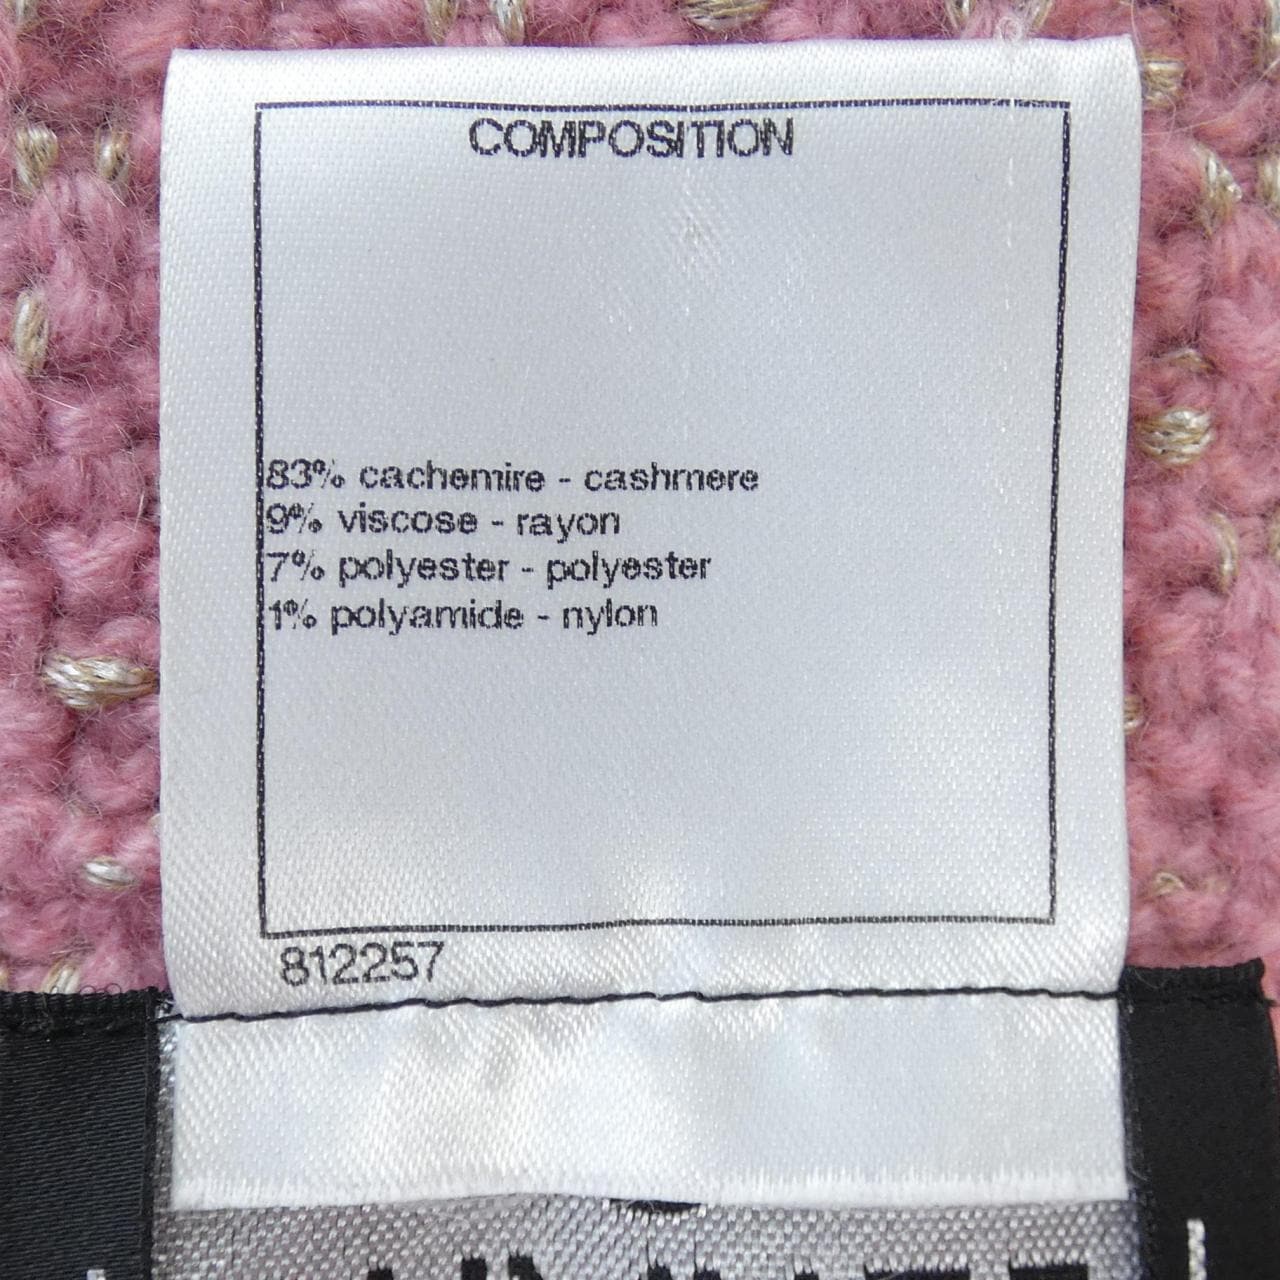 COMPOSITION
83% cachemire - cashmere
9% viscose - rayon
7% polyester - polyester
1% polyamide - nylon
812257